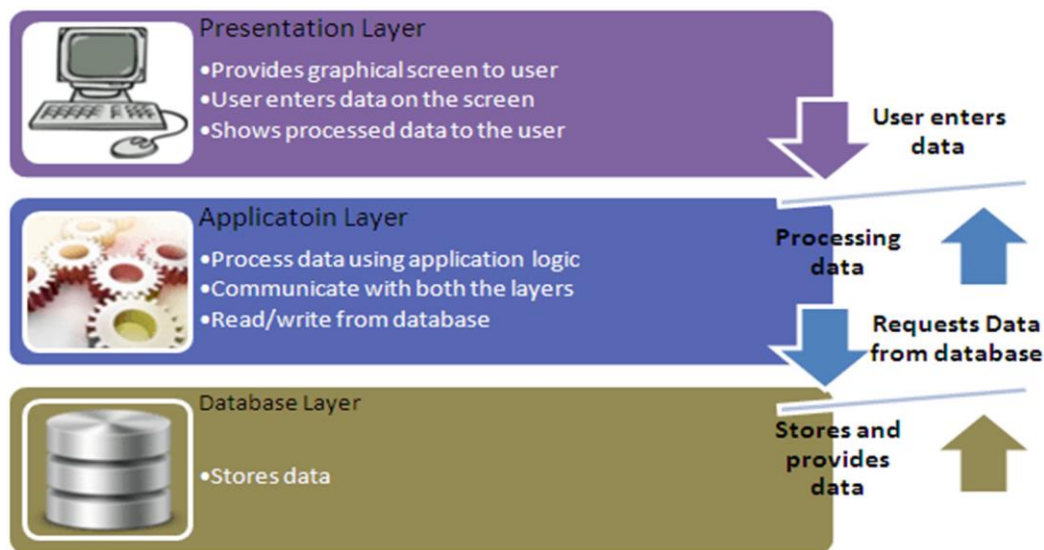 Presentation Layer
•Provides graphical screen to user
•User enters data on the screen
•Shows processed data to the user
User enters
data
Applicatoin Layer
•Process data using application logic
•Communicate with both the layers
•Read/write from database
Processing
data
Requests Data
from database
Database Layer
•Stores data
Stores and
provides
data